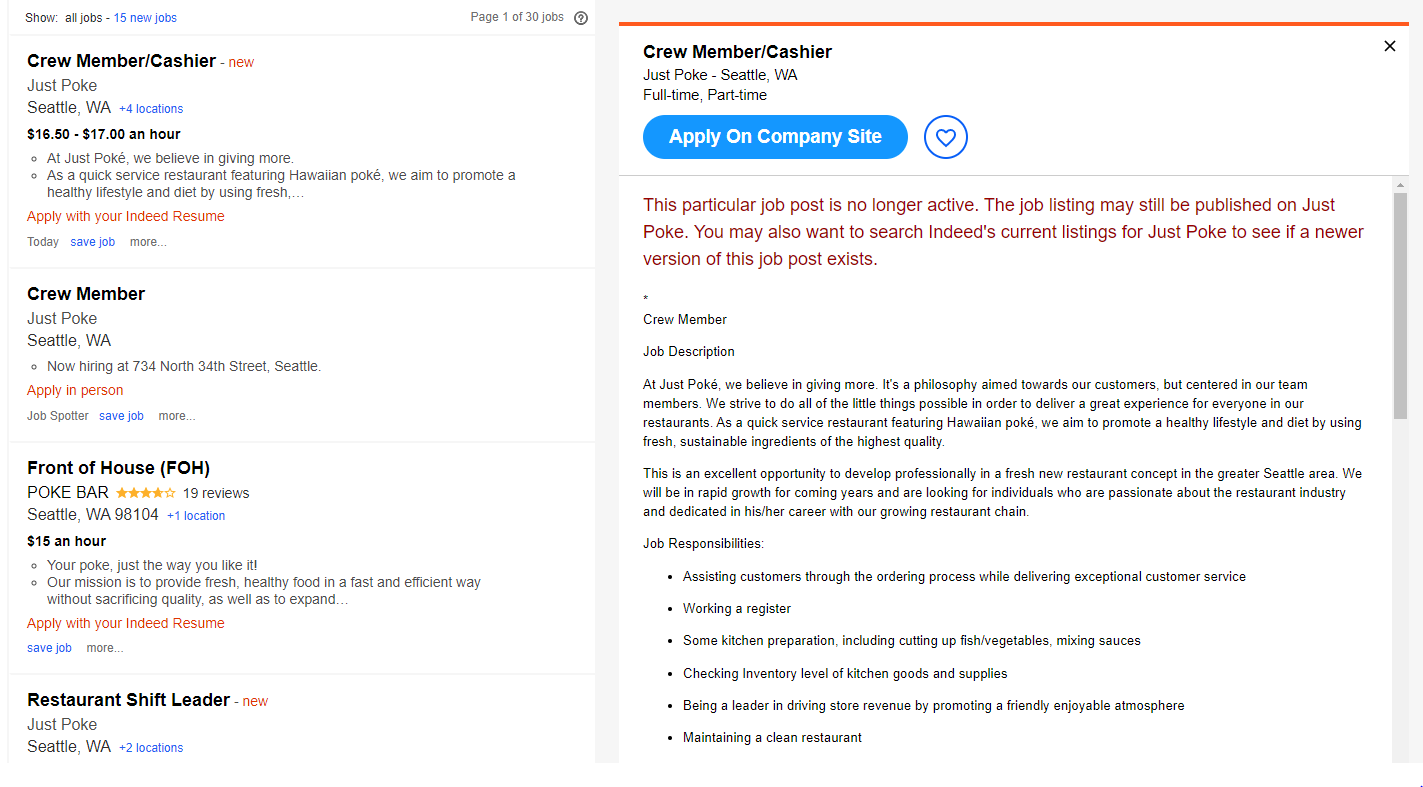 Show: all jobs - 15 new jobs
Page 1 of 30 jobs ?
Crew Member/Cashier - new
Just Poke
Seattle, WA +4 locations
$16.50 - $17.00 an hour
At Just Poké, we believe in giving more.
As a quick service restaurant featuring Hawaiian poké, we aim to promote a
healthy lifestyle and diet by using fresh,…
Apply with your Indeed Resume
Today save job more...
Crew Member
Just Poke
Seattle, WA
Now hiring at 734 North 34th Street, Seattle.
Apply in person
Job Spotter save job more...
Front of House (FOH)
POKE BAR 19 reviews
Seattle, WA 98104 +1 location
$15 an hour
Your poke, just the way you like it!
Our mission is to provide fresh, healthy food in a fast and efficient way
without sacrificing quality, as well as to expand…
Apply with your Indeed Resume
save job more...
Restaurant Shift Leader - new
Just Poke
Seattle, WA +2 locations
Crew Member/Cashier
Just Poke - Seattle, WA
Full-time, Part-time
Apply On Company Site
This particular job post is no longer active. The job listing may still be published on Just
Poke. You may also want to search Indeed's current listings for Just Poke to see if a newer
version of this job post exists.
*
Crew Member
Job Description
At Just Poké, we believe in giving more. It's a philosophy aimed towards our customers, but centered in our team
members. We strive to do all of the little things possible in order to deliver a great experience for everyone in our
restaurants. As a quick service restaurant featuring Hawaiian poké, we aim to promote a healthy lifestyle and diet by using
fresh, sustainable ingredients of the highest quality.
This is an excellent opportunity to develop professionally in a fresh new restaurant concept in the greater Seattle area. We
will be in rapid growth for coming years and are looking for individuals who are passionate about the restaurant industry
and dedicated in his/her career with our growing restaurant chain.
Job Responsibilities:
Assisting customers through the ordering process while delivering exceptional customer service
Working a register
Some kitchen preparation, including cutting up fish/vegetables, mixing sauces
Checking Inventory level of kitchen goods and supplies
Being a leader in driving store revenue by promoting a friendly enjoyable atmosphere
Maintaining a clean restaurant